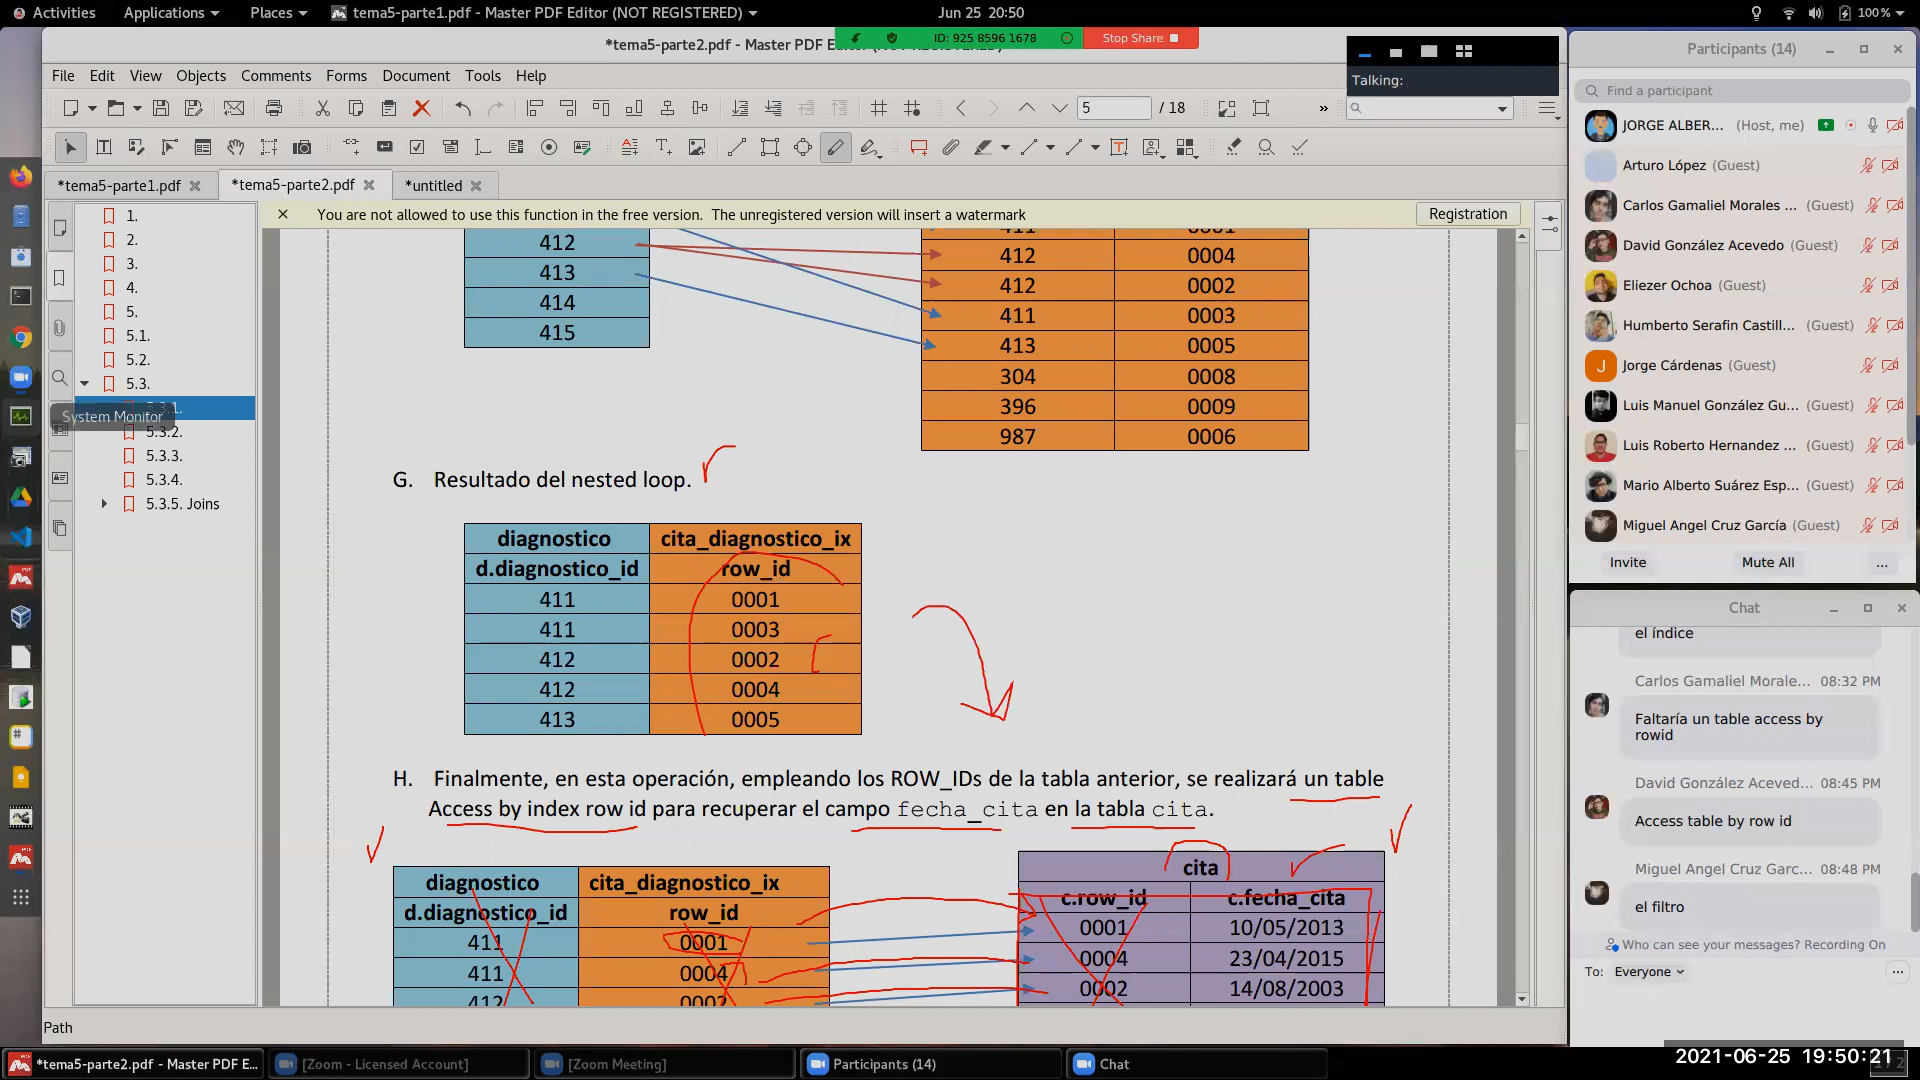 Activities
Applications
Places
tema5-parte1.pdf - Master PDF Editor (NOT REGISTERED)
Jun 25 20:50
100%
*tema5-parte2.pdf - Master PDF Editor
ID: 925 8596 1678
Stop Share
File Edit View Objects Comments Forms Document Tools Help
Talking:
5 / 18
*tema5-parte1.pdf
*tema5-parte2.pdf
*untitled
You are not allowed to use this function in the free version. The unregistered version will insert a watermark
Registration
1.
2.
3.
4.
5.
5.1.
5.2.
5.3.
System Monitor
5.3.2.
5.3.3.
5.3.4.
5.3.5. Joins
412
413
414
415
411 0001
412 0004
412 0002
411 0003
413 0005
304 0008
396 0009
987 0006
G. Resultado del nested loop.
diagnostico cita_diagnostico_ix
d.diagnostico_id row_id
411 0001
411 0003
412 0002
412 0004
413 0005
H. Finalmente, en esta operación, empleando los ROW_IDs de la tabla anterior, se realizará un table
Access by index row id para recuperar el campo fecha_cita en la tabla cita.
diagnostico cita_diagnostico_ix
d.diagnostico_id row_id
411 0001
411 0004
412 0002
cita
c.row_id c.fecha_cita
0001 10/05/2013
0004 23/04/2015
0002 14/08/2003
Path
Participants (14)
Find a participant
JORGE ALBER... (Host, me)
Arturo López (Guest)
Carlos Gamaliel Morales ... (Guest)
David González Acevedo (Guest)
Eliezer Ochoa (Guest)
Humberto Serafin Castill... (Guest)
J
Jorge Cárdenas (Guest)
Luis Manuel González Gu... (Guest)
Luis Roberto Hernandez ... (Guest)
Mario Alberto Suárez Esp... (Guest)
Miguel Angel Cruz García (Guest)
Invite
Mute All
...
Chat
el índice
Carlos Gamaliel Morale... 08:32 PM
Faltaría un table access by
rowid
David González Aceved... 08:45 PM
Access table by row id
Miguel Angel Cruz Garc... 08:48 PM
el filtro
Who can see your messages? Recording On
To: Everyone
*tema5-parte2.pdf - Master PDF E...
[Zoom - Licensed Account]
[Zoom Meeting]
Participants (14)
Chat
2021-06-25 19:50:21